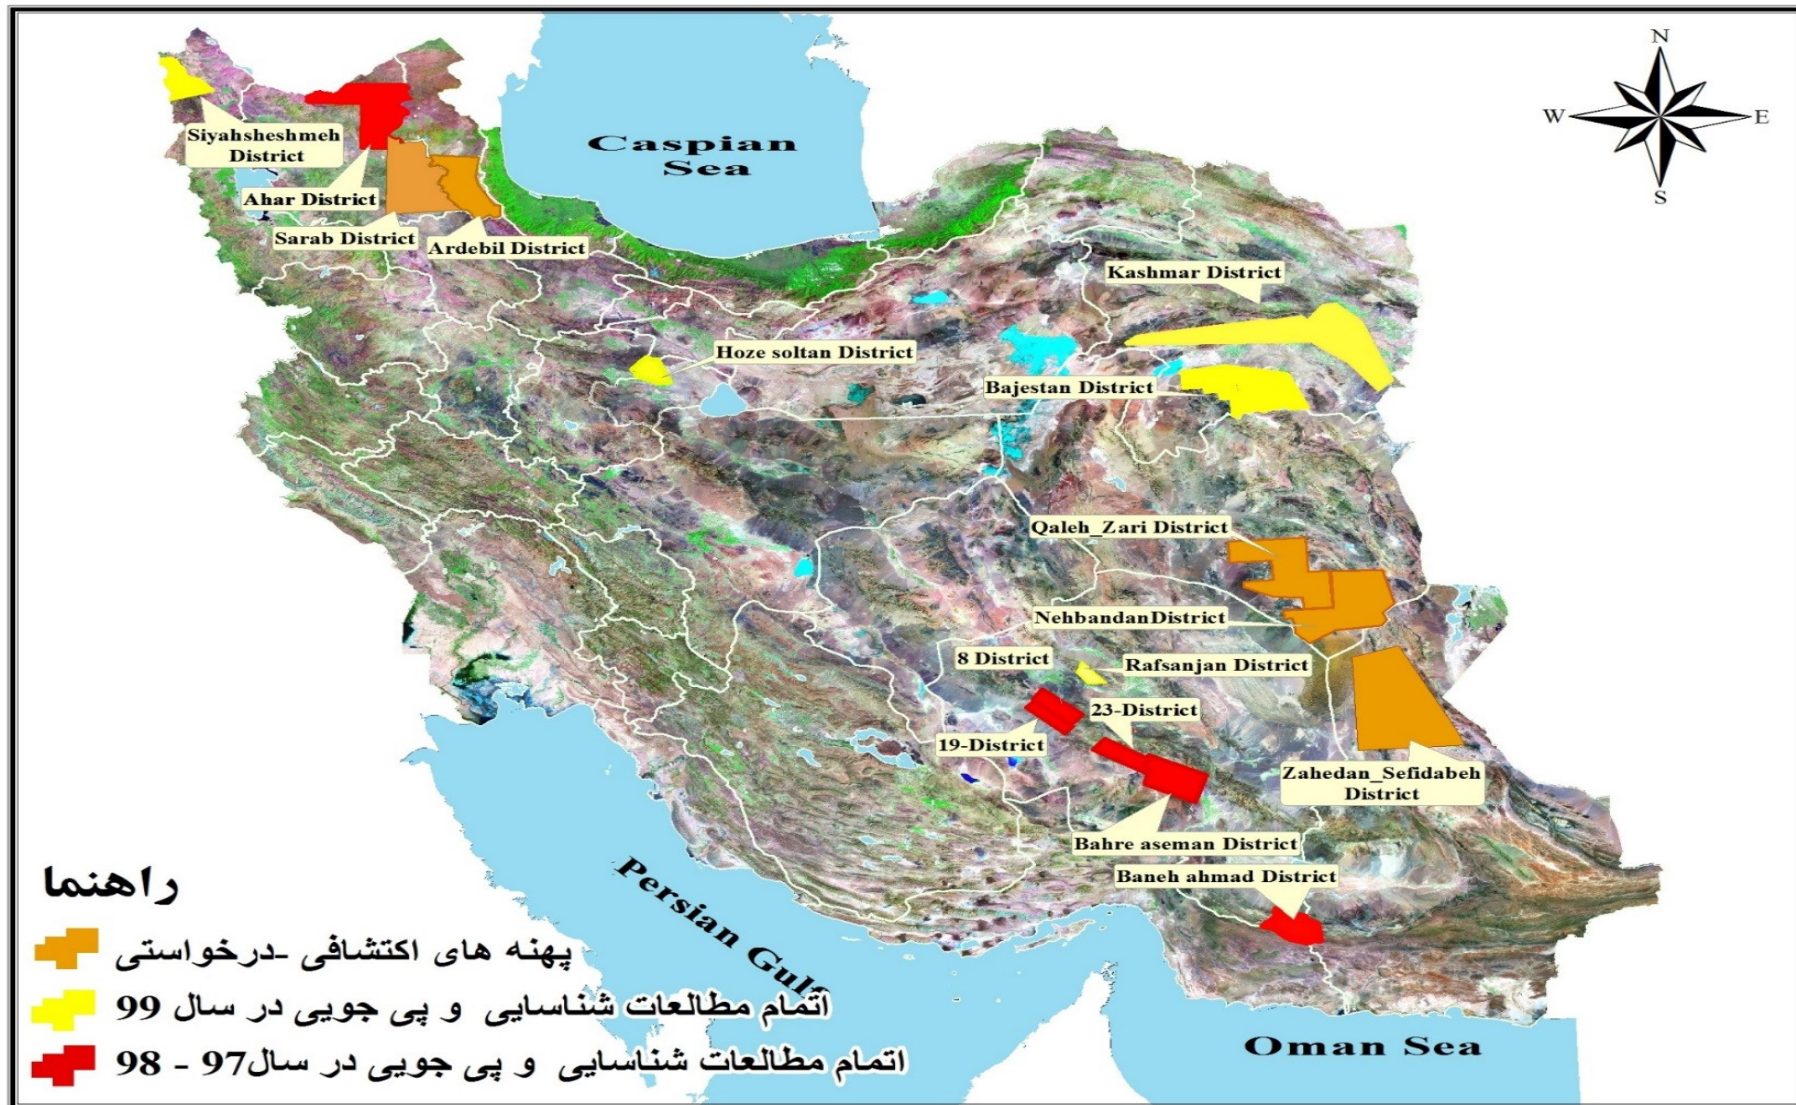 N
W
E
S
Caspian
Sea
Siyahsheshmeh
District
Ahar District
Sarab District
Ardebil District
Kashmar District
Hoze soltan District
Bajestan District
Qaleh_Zari District
NehbandanDistrict
8 District
Rafsanjan District
23-District
19-District
Zahedan_Sefidabeh
District
Bahre aseman District
Baneh ahmad District
Persian Gulf
Oman Sea
راهنما
پهنه های اکتشافی -درخواستی
اتمام مطالعات شناسایی و پی جویی در سال 99
اتمام مطالعات شناسایی و پی جویی در سال97 - 98